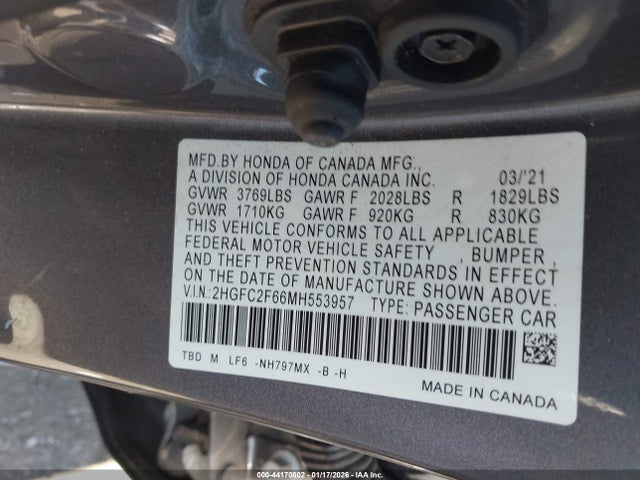 MFD.BY HONDA OF CANADA MFG.,
A DIVISION OF HONDA CANADA INC. 03/'21
GVWR 3769LBS GAWR F 2028LBS R 1829LBS
GVWR 1710KG GAWR F 920KG R 830KG
THIS VEHICLE CONFORMS TO ALL APPLICABLE
FEDERAL MOTOR VEHICLE SAFETY , BUMPER,
AND THEFT PREVENTION STANDARDS IN EFFECT
ON THE DATE OF MANUFACTURE SHOWN ABOVE.
V.I.N.:2HGFC2F66MH553957 TYPE: PASSENGER CAR
TBD M LF6 -NH797MX -B -H
MADE IN CANADA
000-44170802 - 01/17/2026 - IAA Inc.